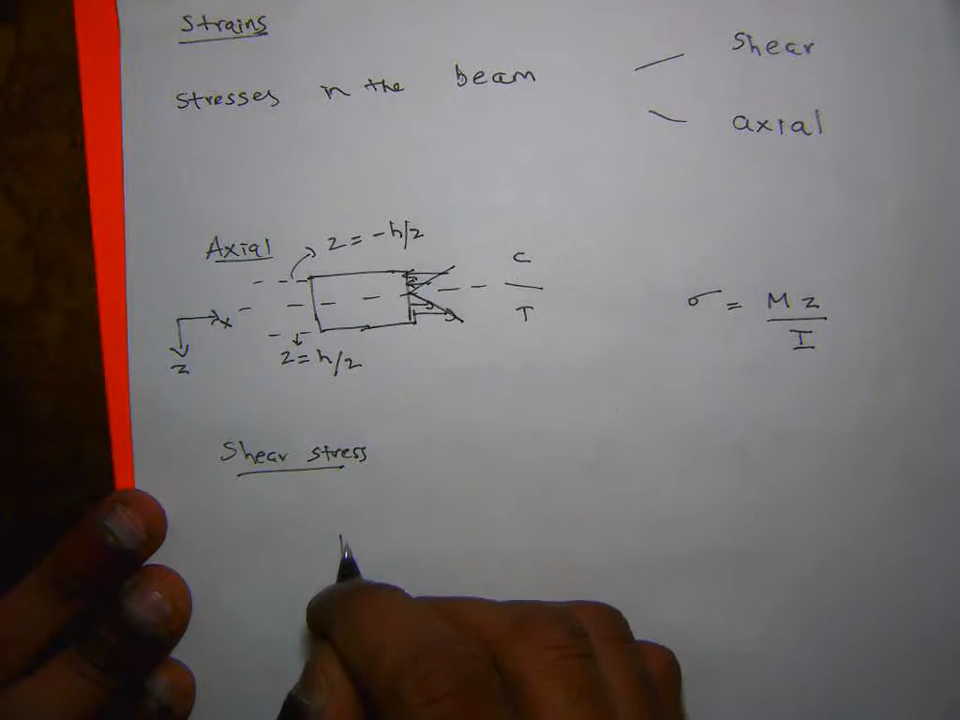 Strains
Stresses in the beam
Shear
axial
Axial
z = -h/2
C
T
x
z
z = h/2
σ = Mz / I
Shear stress